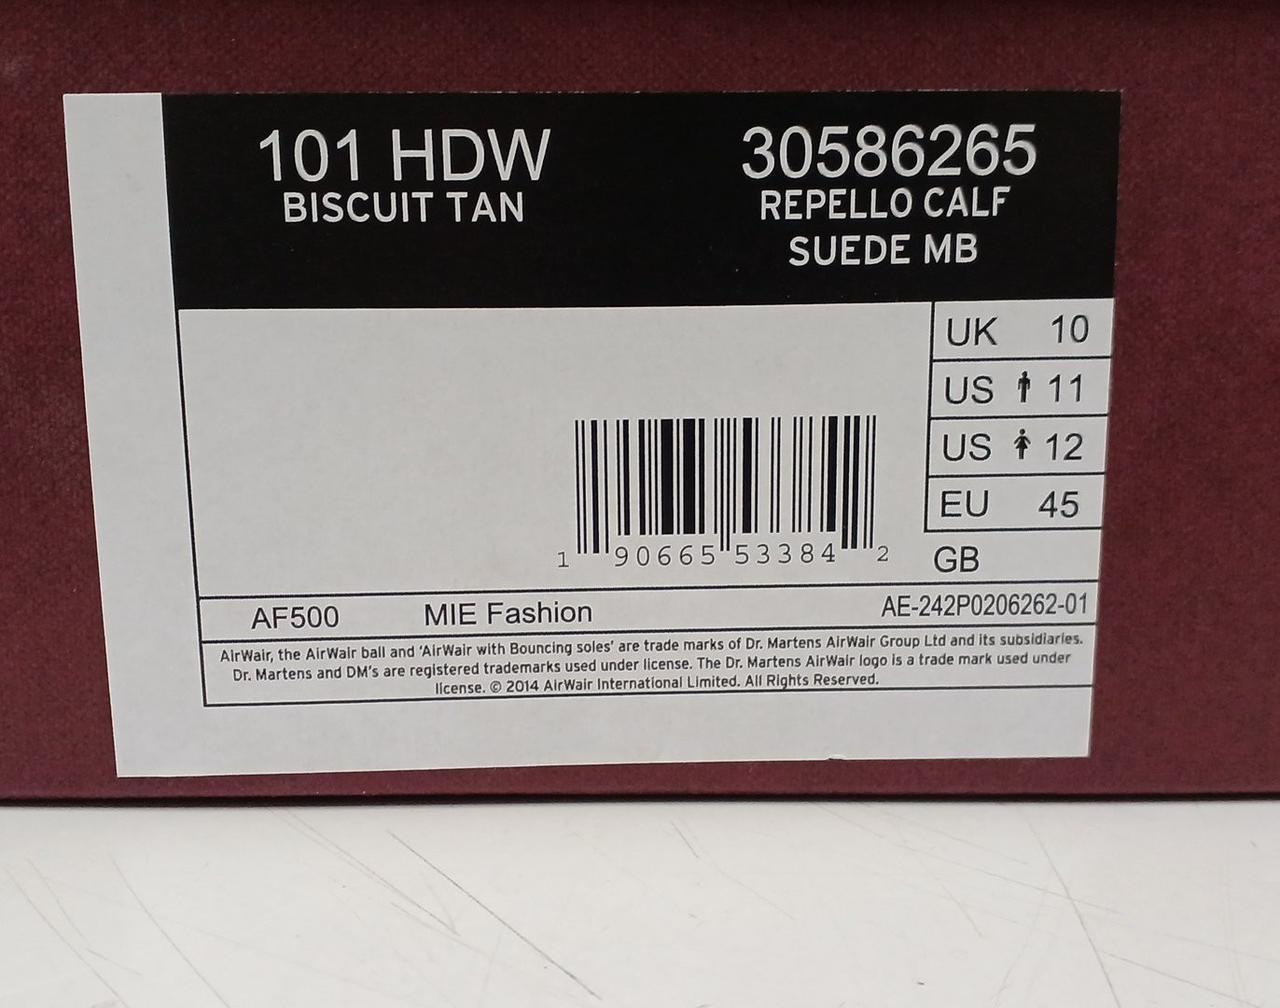 101 HDW
BISCUIT TAN
30586265
REPELLO CALF
SUEDE MB
UK 10
US 11
US 12
EU 45
GB
1 90665 53384 2
AF500 MIE Fashion AE-242P0206262-01
AirWair, the AirWair ball and 'AirWair with Bouncing soles' are trade marks of Dr. Martens AirWair Group Ltd and its subsidiaries.
Dr. Martens and DM's are registered trademarks used under license. The Dr. Martens AirWair logo is a trade mark used under
license. © 2014 AirWair International Limited. All Rights Reserved.